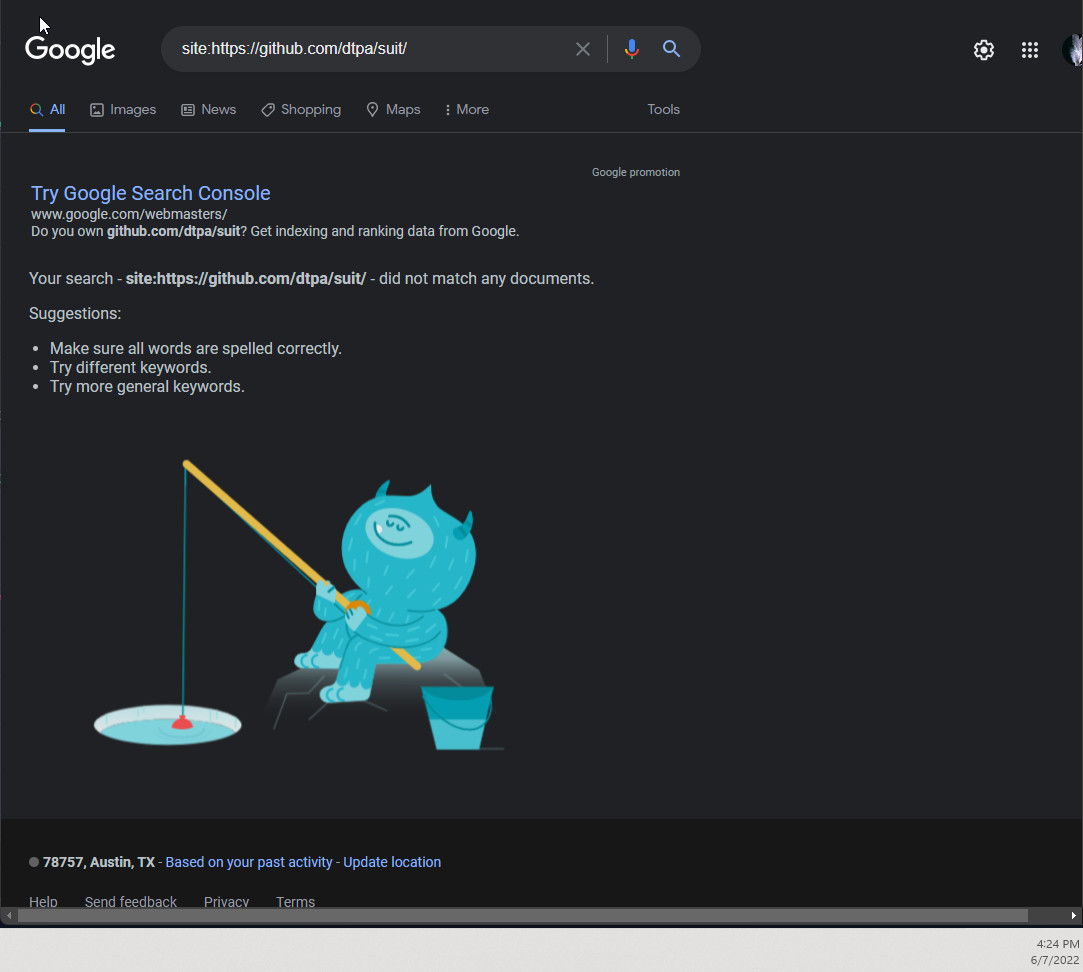 Google
site:https://github.com/dtpa/suit/
All Images News Shopping Maps More Tools
Google promotion
Try Google Search Console
www.google.com/webmasters/
Do you own github.com/dtpa/suit? Get indexing and ranking data from Google.
Your search - site:https://github.com/dtpa/suit/ - did not match any documents.
Suggestions:
• Make sure all words are spelled correctly.
• Try different keywords.
• Try more general keywords.
78757, Austin, TX - Based on your past activity - Update location
Help Send feedback Privacy Terms
4:24 PM
6/7/2022